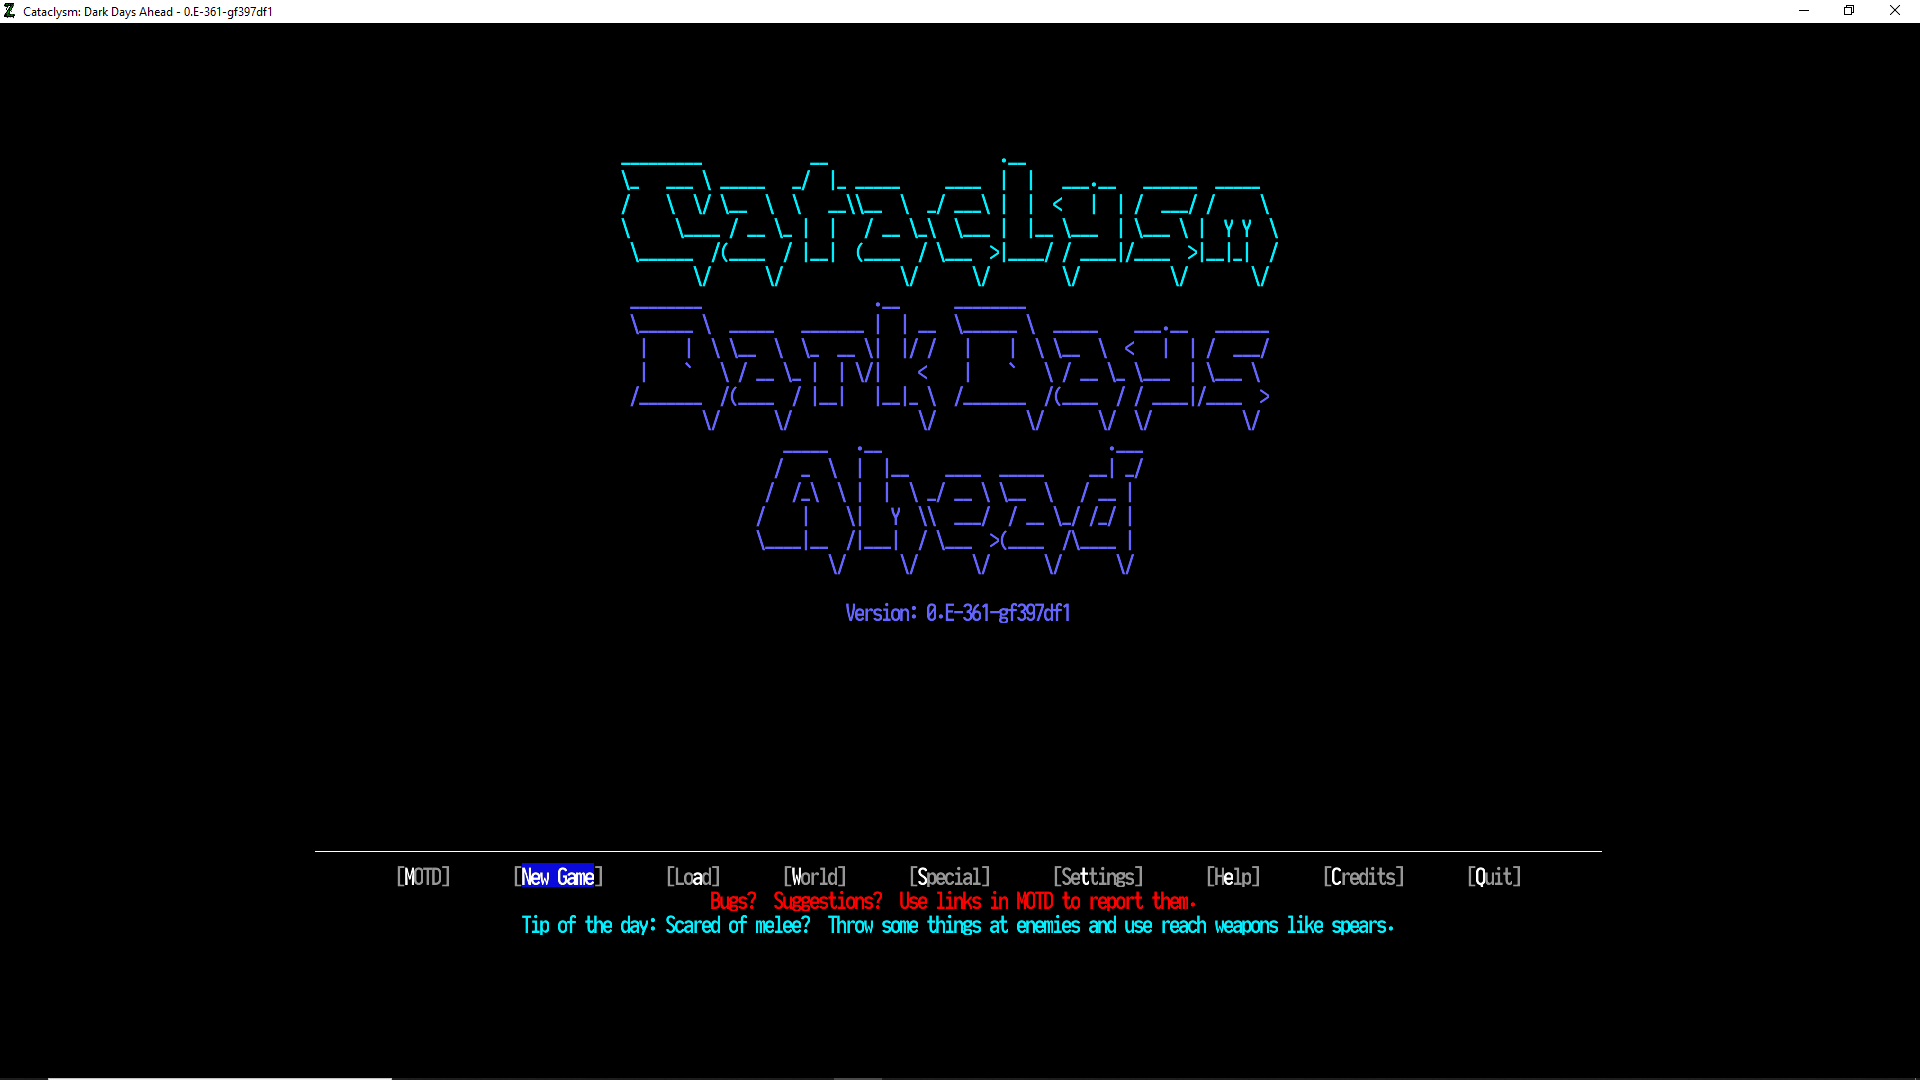 Cataclysm: Dark Days Ahead - 0.E-361-gf397df1
Cataclysm
Dark Days
Ahead
Version: 0.E-361-gf397df1
[MOTD] [New Game] [Load] [World] [Special] [Settings] [Help] [Credits] [Quit]
Bugs?  Suggestions?  Use links in MOTD to report them.
Tip of the day: Scared of melee?  Throw some things at enemies and use reach weapons like spears.